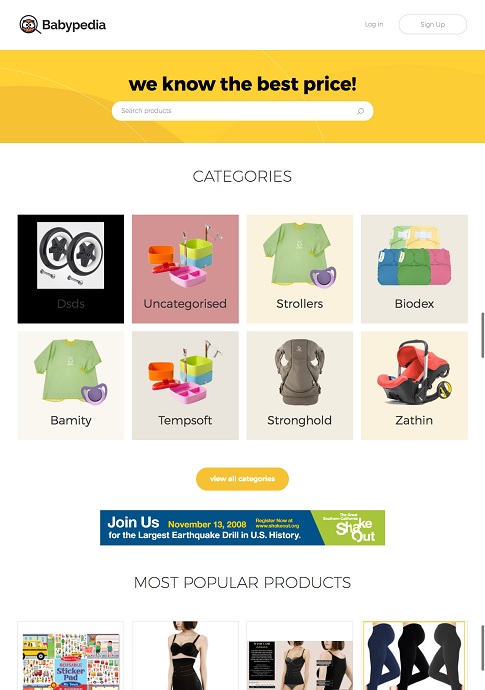 Babypedia
Log in
Sign Up
we know the best price!
Search products
CATEGORIES
Dsds
Uncategorised
Strollers
Biodex
Bamity
Tempsoft
Stronghold
Zathin
view all categories
Join Us November 13, 2008 Register Now at www.shakeout.org
for the Largest Earthquake Drill in U.S. History.
The Great
Southern California
Shake
Out
MOST POPULAR PRODUCTS
REUSABLE
Sticker
Pad